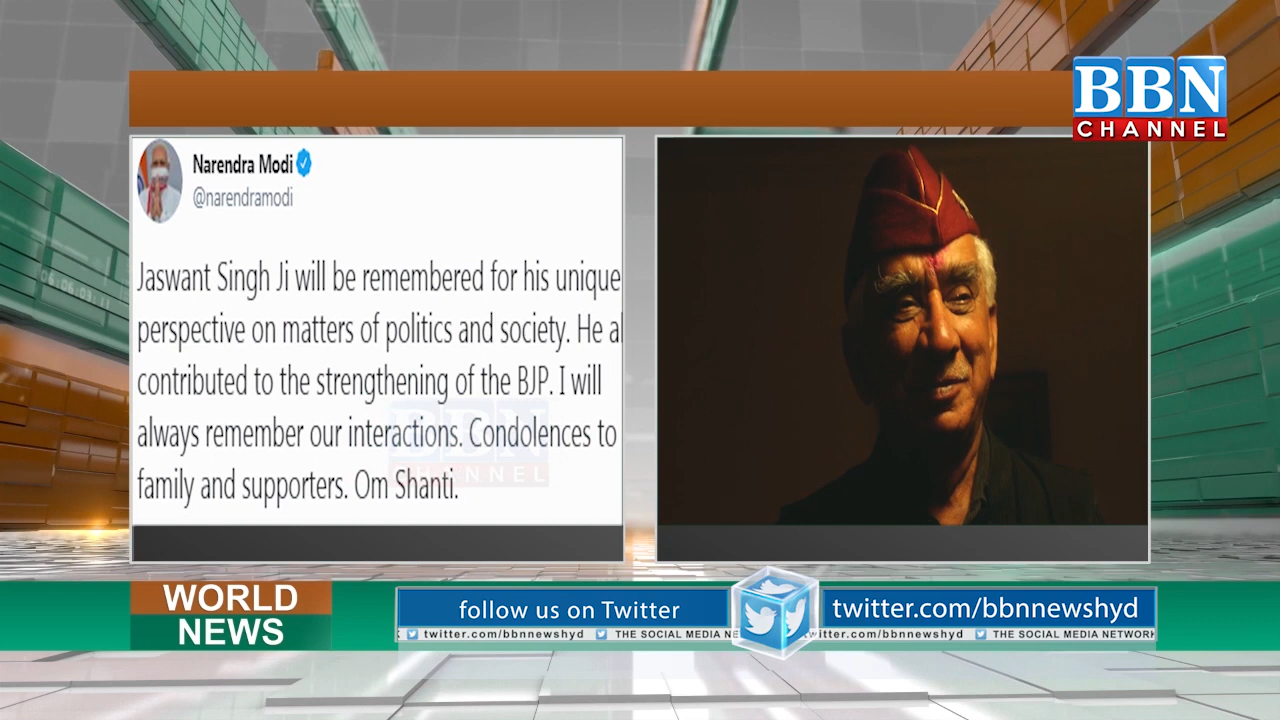 BBN
CHANNEL
Narendra Modi
@narendramodi
Jaswant Singh Ji will be remembered for his unique
perspective on matters of politics and society. He al
contributed to the strengthening of the BJP. I will
always remember our interactions. Condolences to
family and supporters. Om Shanti.
BBN
CHANNEL
WORLD
NEWS
follow us on Twitter
twitter.com/bbnnewshyd
twitter.com/bbnnewshyd THE SOCIAL MEDIA NE
twitter.com/bbnnewshyd THE SOCIAL MEDIA NETWORK